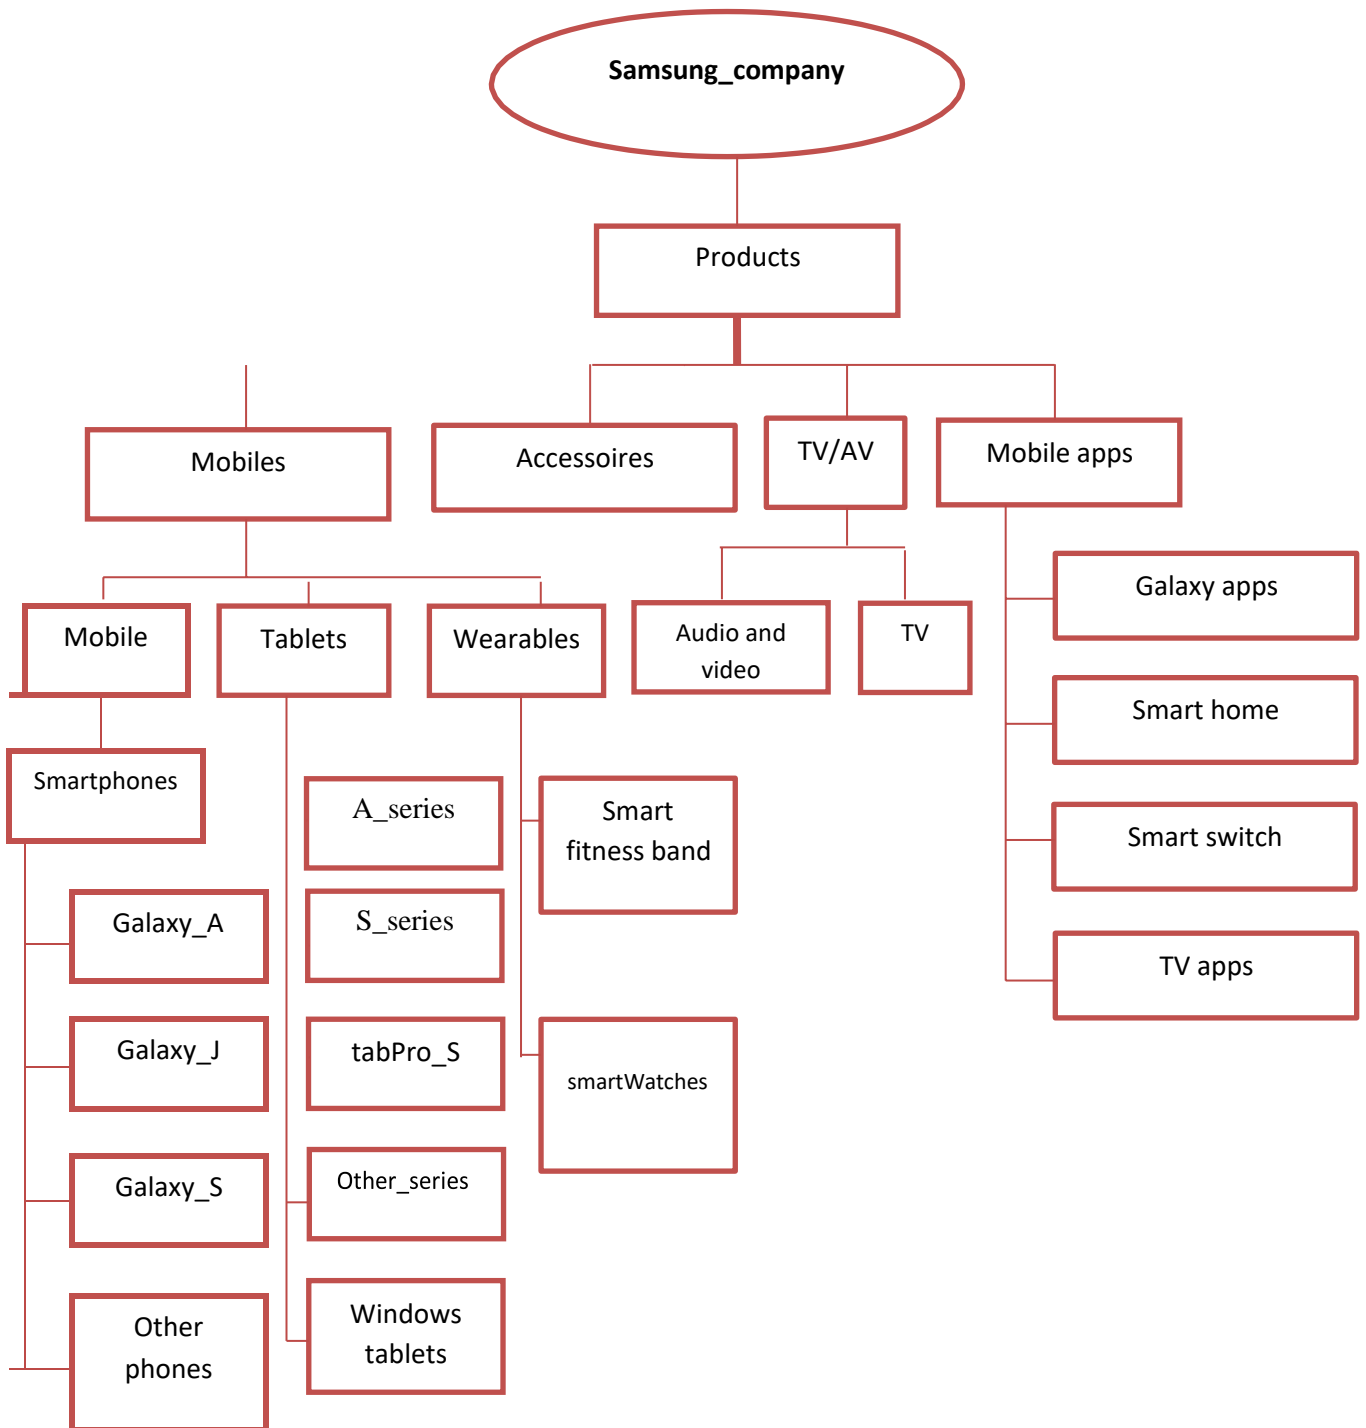 Samsung_company
Products
Mobiles
Accessoires
TV/AV
Mobile apps
Mobile
Tablets
Wearables
Audio and
video
TV
Galaxy apps
Smart home
Smart switch
TV apps
Smartphones
Galaxy_A
Galaxy_J
Galaxy_S
Other
phones
A_series
S_series
tabPro_S
Other_series
Windows
tablets
Smart
fitness band
smartWatches